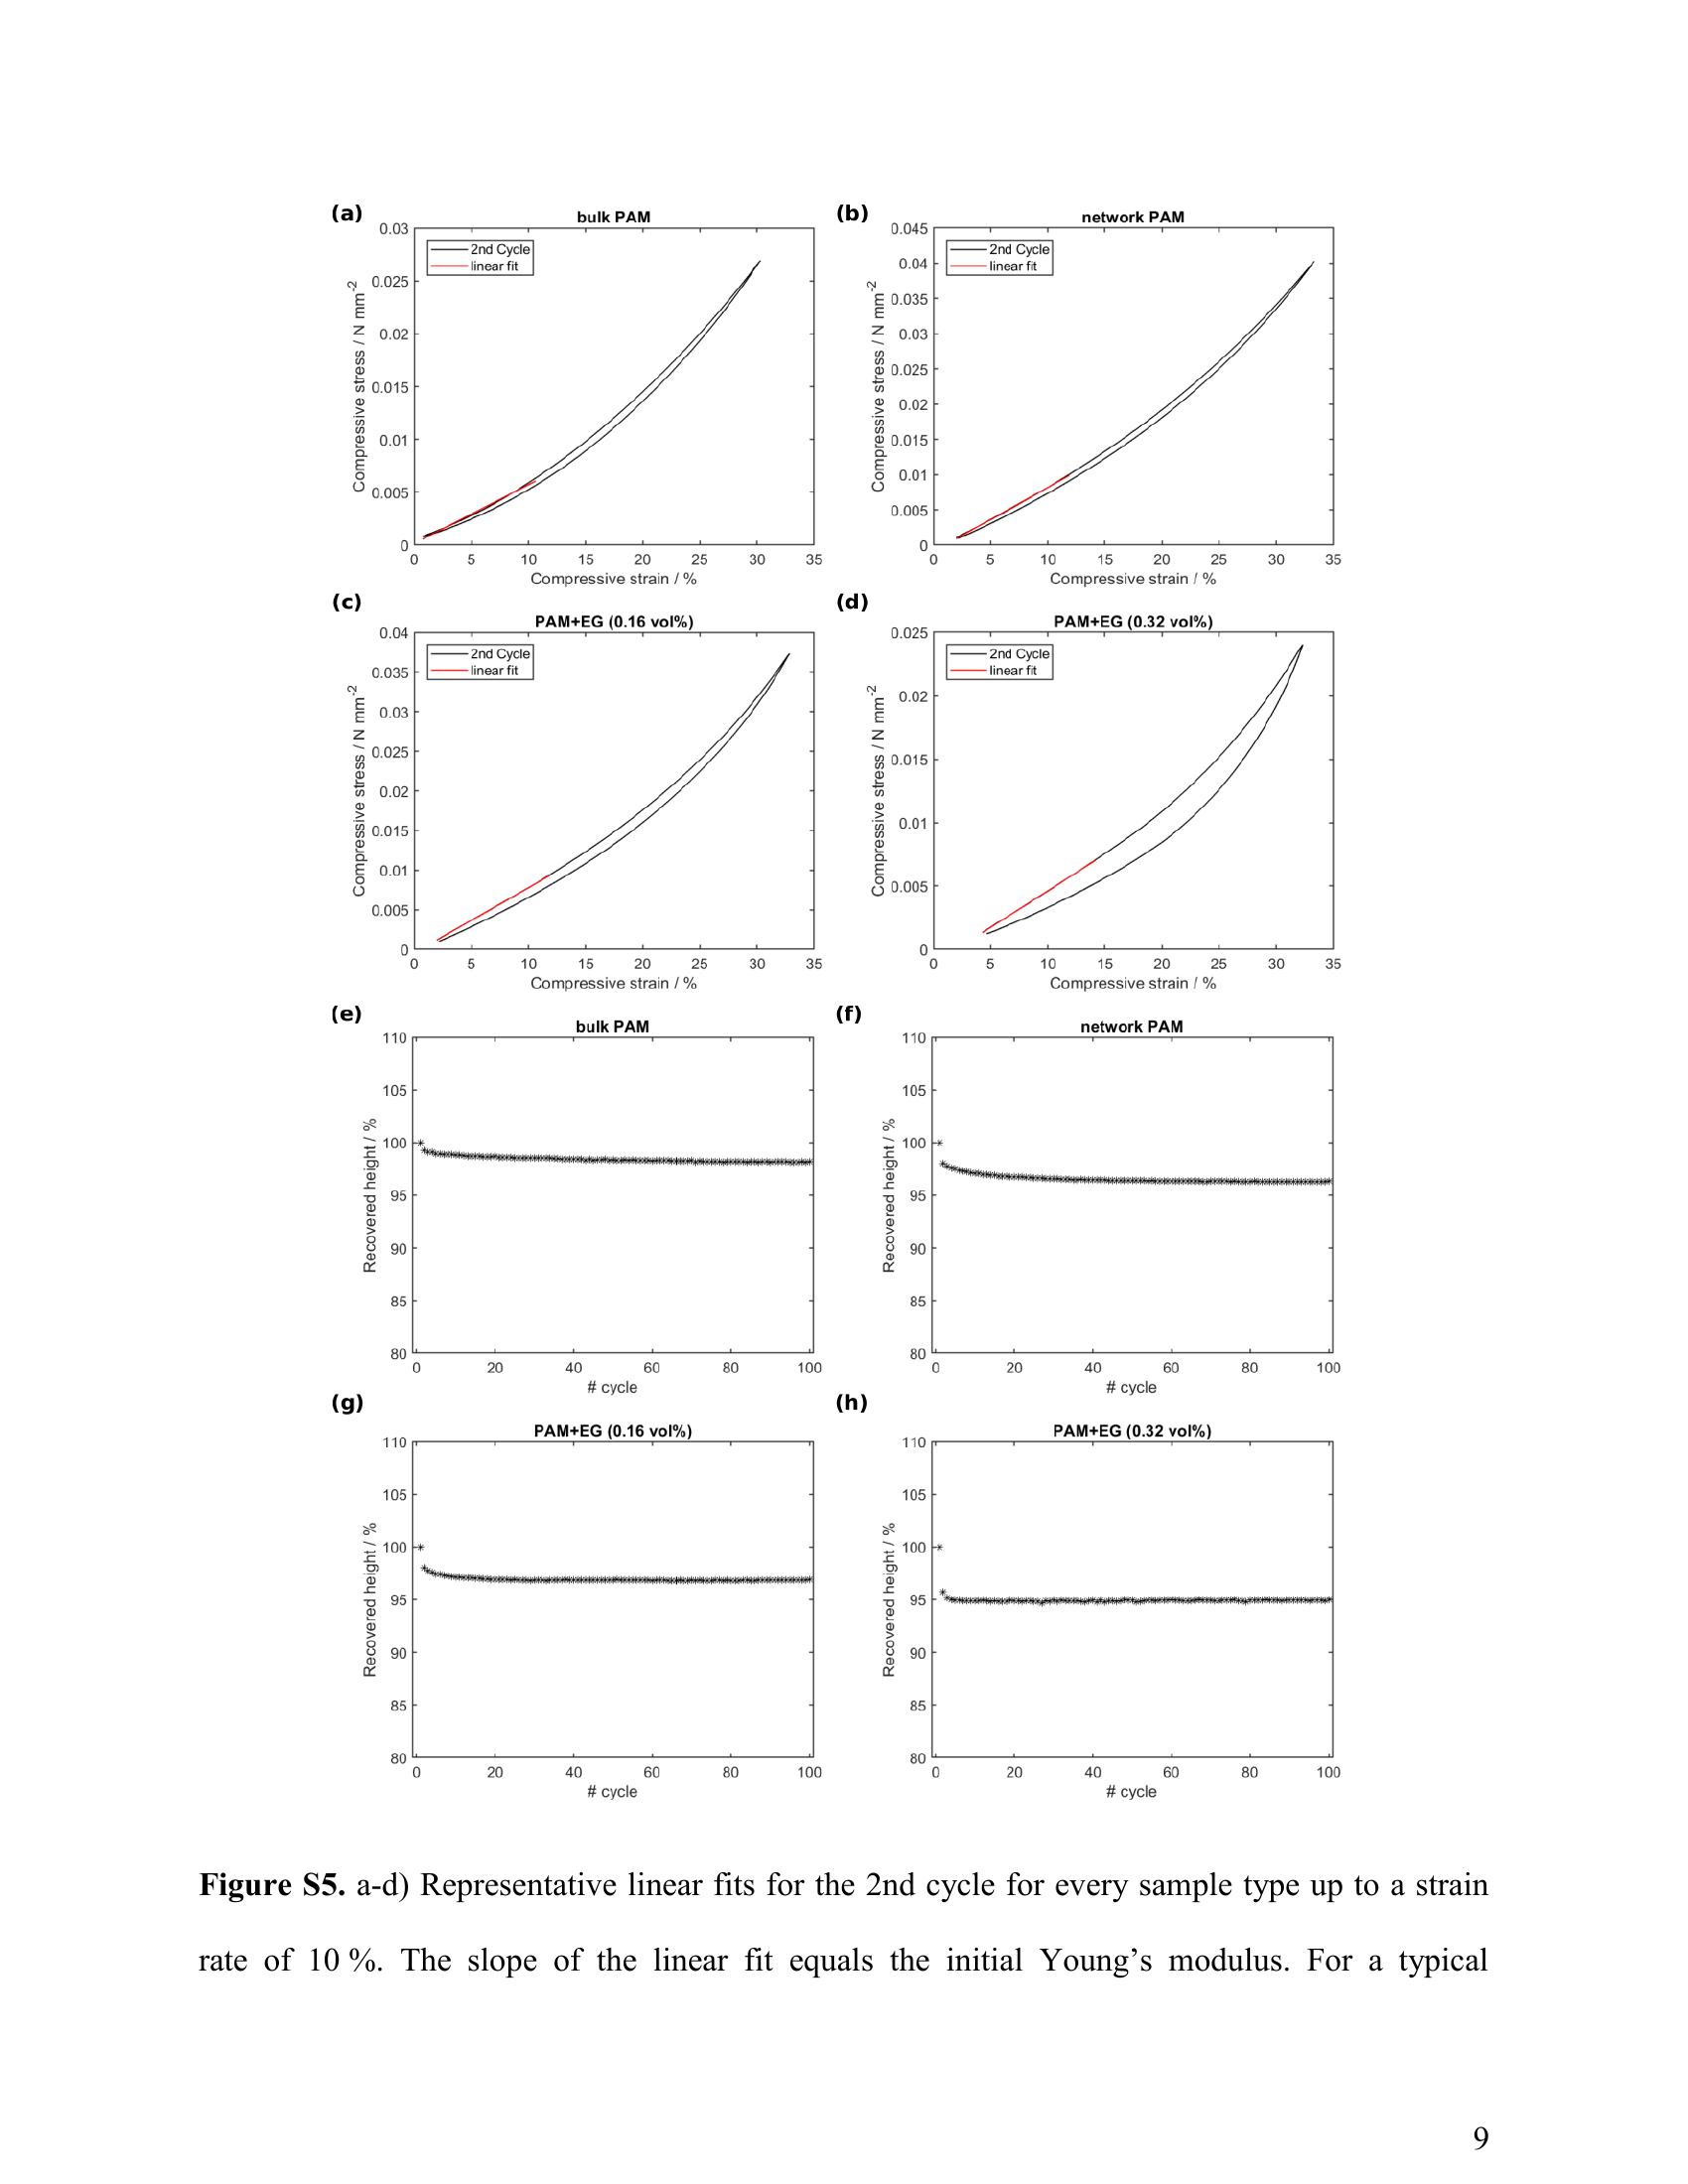 (a)
bulk PAM
0.03
0.025
0.02
0.015
0.01
0.005
0
2nd Cycle
linear fit
Compressive stress / N mm-2
0 5 10 15 20 25 30 35
Compressive strain / %
(b)
network PAM
0.045
0.04
0.035
0.03
0.025
0.02
0.015
0.01
0.005
0
2nd Cycle
linear fit
Compressive stress / N mm-2
0 5 10 15 20 25 30 35
Compressive strain / %
(c)
PAM+EG (0.16 vol%)
0.04
0.035
0.03
0.025
0.02
0.015
0.01
0.005
0
2nd Cycle
linear fit
Compressive stress / N mm-2
0 5 10 15 20 25 30 35
Compressive strain / %
(d)
PAM+EG (0.32 vol%)
0.025
0.02
0.015
0.01
0.005
0
2nd Cycle
linear fit
Compressive stress / N mm-2
0 5 10 15 20 25 30 35
Compressive strain / %
(e)
bulk PAM
110
105
100
95
90
85
80
Recovered height / %
0 20 40 60 80 100
# cycle
(f)
network PAM
110
105
100
95
90
85
80
Recovered height / %
0 20 40 60 80 100
# cycle
(g)
PAM+EG (0.16 vol%)
110
105
100
95
90
85
80
Recovered height / %
0 20 40 60 80 100
# cycle
(h)
PAM+EG (0.32 vol%)
110
105
100
95
90
85
80
Recovered height / %
0 20 40 60 80 100
# cycle
Figure S5. a-d) Representative linear fits for the 2nd cycle for every sample type up to a strain
rate of 10 %. The slope of the linear fit equals the initial Young’s modulus. For a typical
9